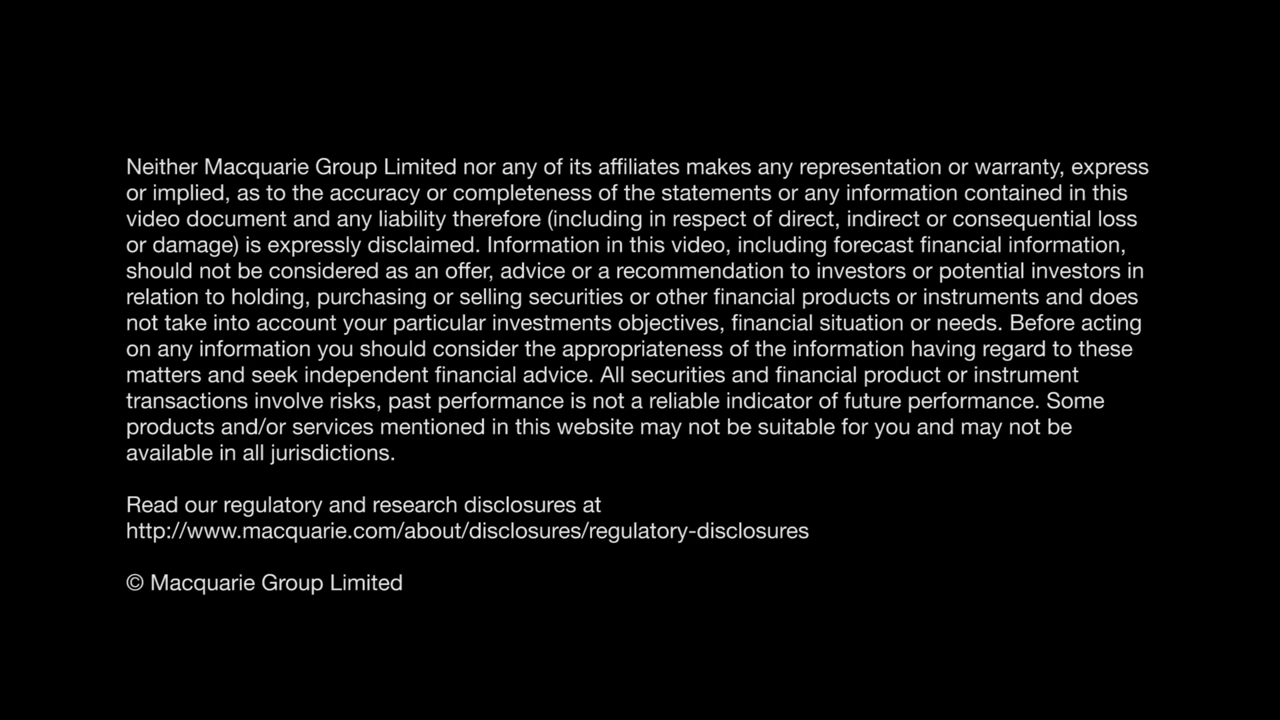 Neither Macquarie Group Limited nor any of its affiliates makes any representation or warranty, express
or implied, as to the accuracy or completeness of the statements or any information contained in this
video document and any liability therefore (including in respect of direct, indirect or consequential loss
or damage) is expressly disclaimed. Information in this video, including forecast financial information,
should not be considered as an offer, advice or a recommendation to investors or potential investors in
relation to holding, purchasing or selling securities or other financial products or instruments and does
not take into account your particular investments objectives, financial situation or needs. Before acting
on any information you should consider the appropriateness of the information having regard to these
matters and seek independent financial advice. All securities and financial product or instrument
transactions involve risks, past performance is not a reliable indicator of future performance. Some
products and/or services mentioned in this website may not be suitable for you and may not be
available in all jurisdictions.
Read our regulatory and research disclosures at
http://www.macquarie.com/about/disclosures/regulatory-disclosures
© Macquarie Group Limited